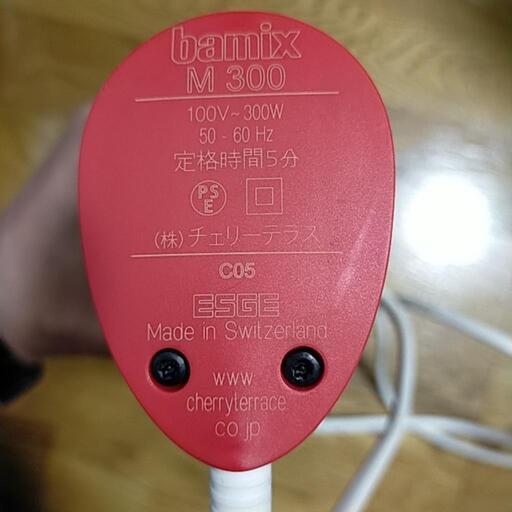 bamix
M 300
100V~300W
50 - 60 Hz
定格時間5分
PS
E
(株)チェリーテラス
C05
ESGE
Made in Switzerland
www.
cherryterrace.
co.jp